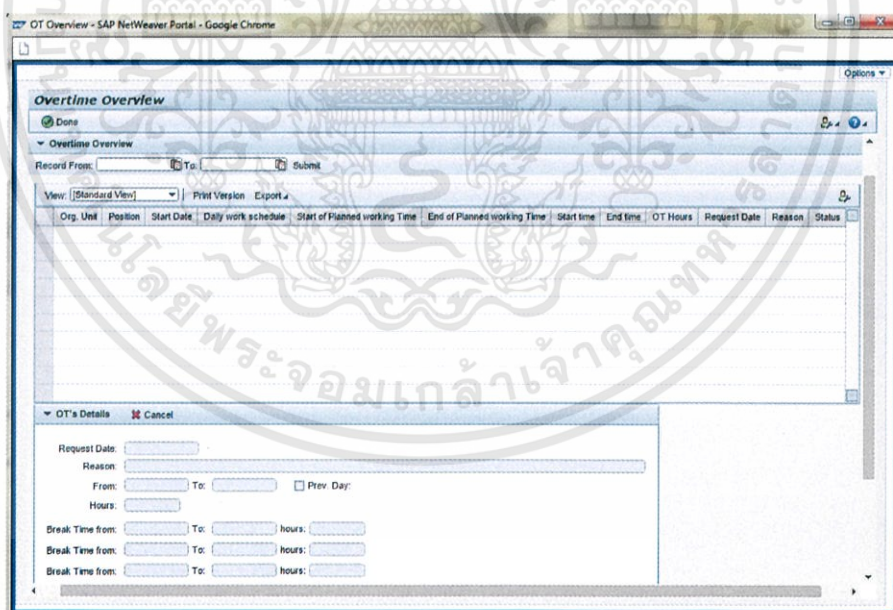 OT Overview - SAP NetWeaver Portal - Google Chrome
Options
Overtime Overview
Done
Overtime Overview
Record From: To: Submit
View: [Standard View] Print Version Export
Org. Unit Position Start Date Daily work schedule Start of Planned working Time End of Planned working Time Start time End time OT Hours Request Date Reason Status
OT's Details Cancel
Request Date:
Reason:
From: To: Prev. Day:
Hours:
Break Time from: To: hours:
Break Time from: To: hours:
Break Time from: To: hours: